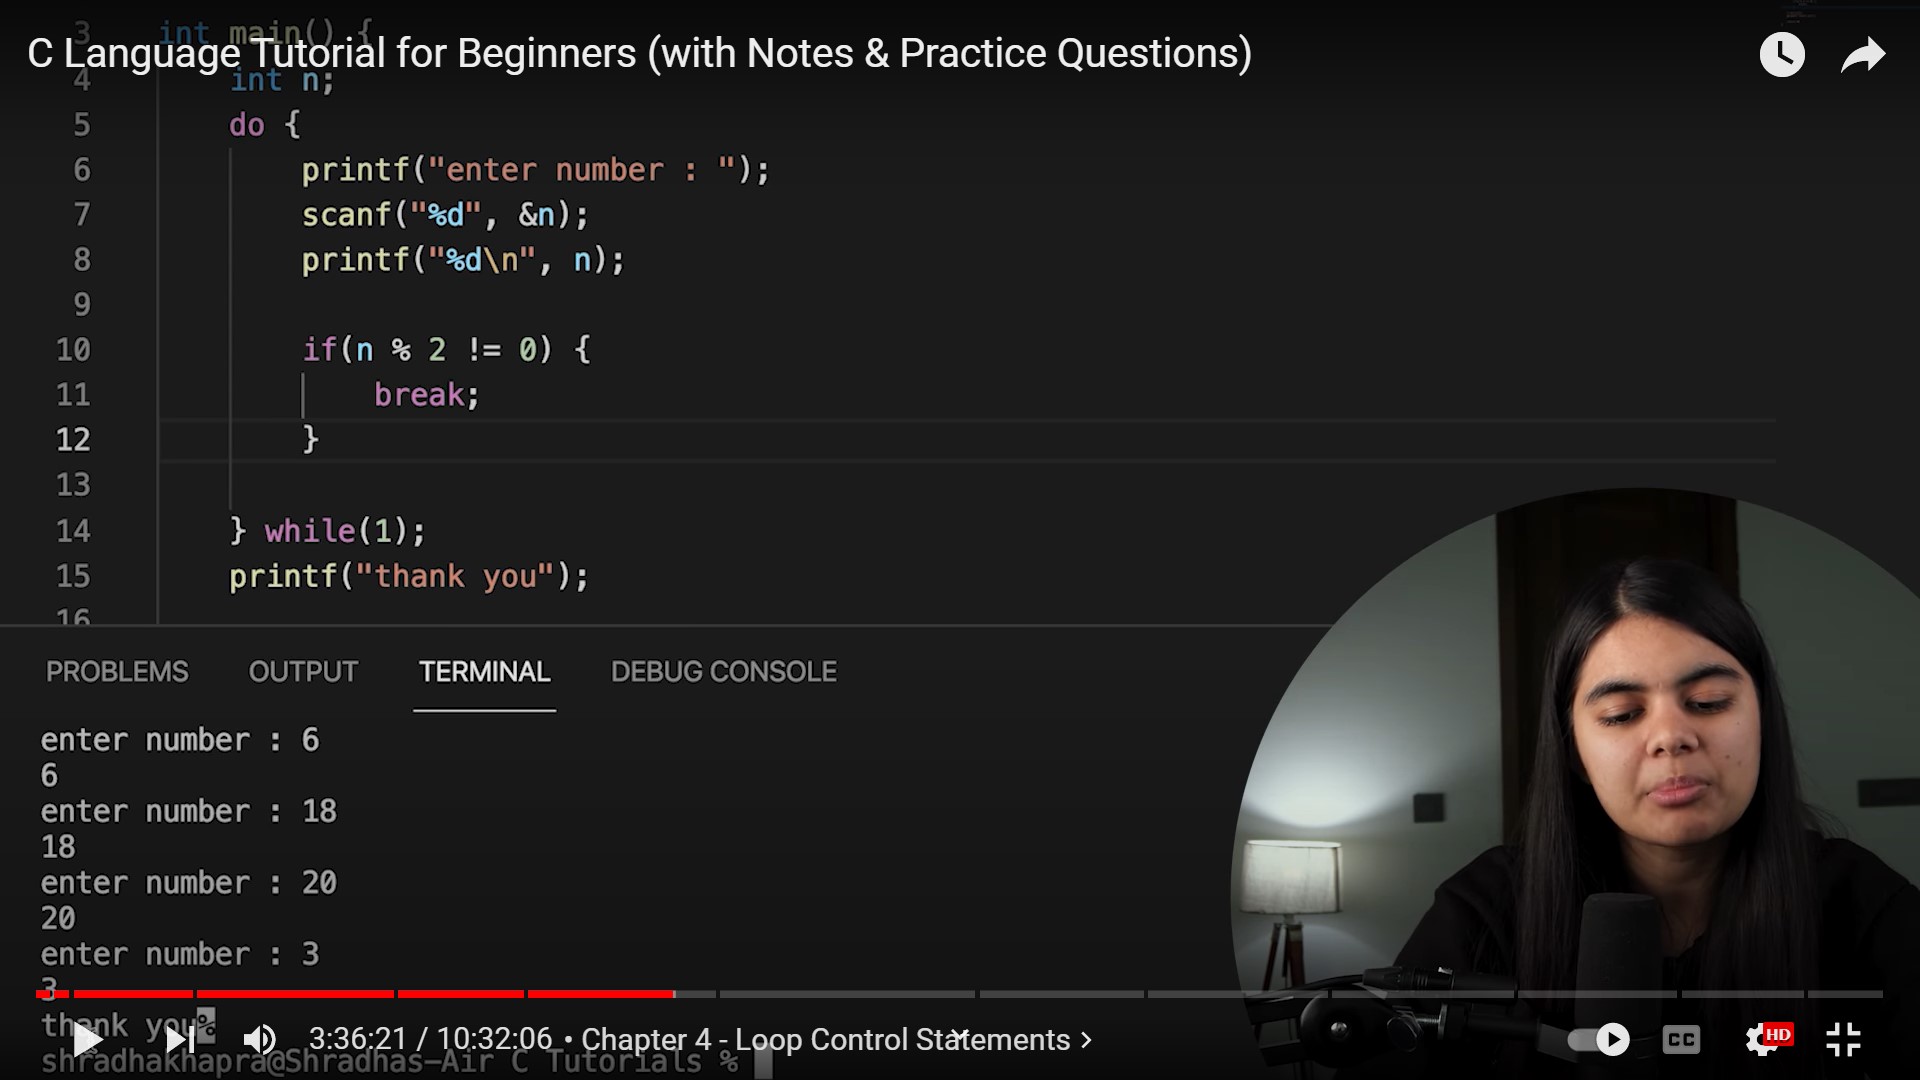 C Language Tutorial for Beginners (with Notes & Practice Questions)
3 int main() {
4 int n;
5 do {
6 printf("enter number : ");
7 scanf("%d", &n);
8 printf("%d\n", n);
9
10 if(n % 2 != 0) {
11 break;
12 }
13
14 } while(1);
15 printf("thank you");
16
PROBLEMS OUTPUT TERMINAL DEBUG CONSOLE
enter number : 6
6
enter number : 18
18
enter number : 20
20
enter number : 3
3
thank you%
3:36:21 / 10:32:06 • Chapter 4 - Loop Control Statements >
CC HD
shradhakhapra@Shradhas-Air C Tutorials %